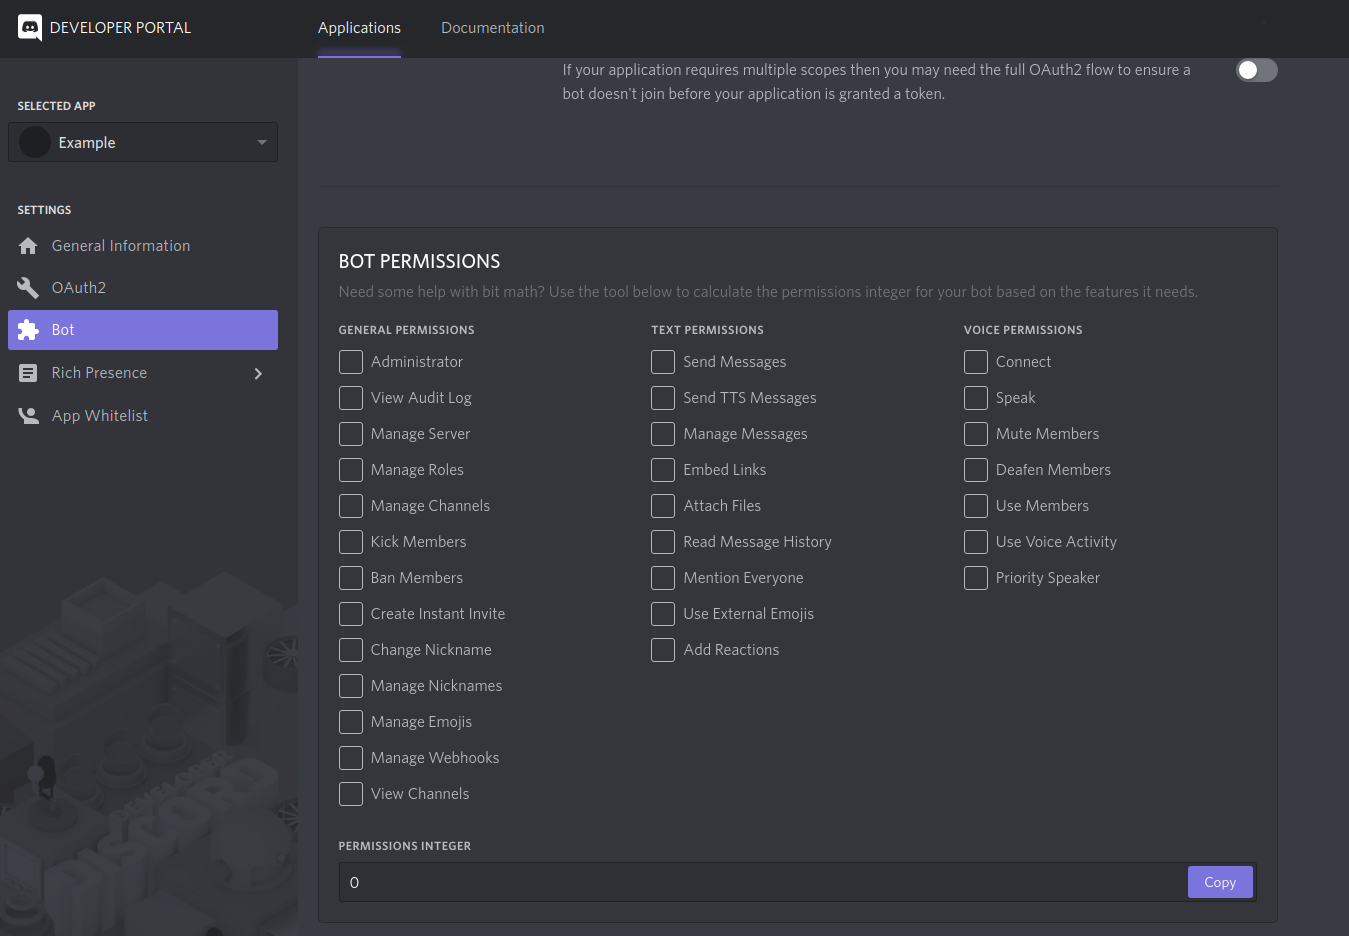 DEVELOPER PORTAL
Applications
Documentation
SELECTED APP
Example
SETTINGS
General Information
OAuth2
Bot
Rich Presence
App Whitelist
If your application requires multiple scopes then you may need the full OAuth2 flow to ensure a
bot doesn't join before your application is granted a token.
BOT PERMISSIONS
Need some help with bit math? Use the tool below to calculate the permissions integer for your bot based on the features it needs.
GENERAL PERMISSIONS
Administrator
View Audit Log
Manage Server
Manage Roles
Manage Channels
Kick Members
Ban Members
Create Instant Invite
Change Nickname
Manage Nicknames
Manage Emojis
Manage Webhooks
View Channels
TEXT PERMISSIONS
Send Messages
Send TTS Messages
Manage Messages
Embed Links
Attach Files
Read Message History
Mention Everyone
Use External Emojis
Add Reactions
VOICE PERMISSIONS
Connect
Speak
Mute Members
Deafen Members
Use Members
Use Voice Activity
Priority Speaker
PERMISSIONS INTEGER
0
Copy